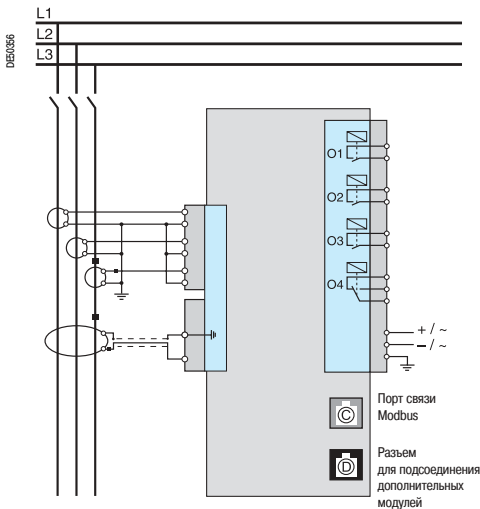 L1
DE50356
L2
L3
O1
O2
O3
O4
+ / ~
– / ~
C
Порт связи
Modbus
D
Разъем
для подсоединения
дополнительных
модулей